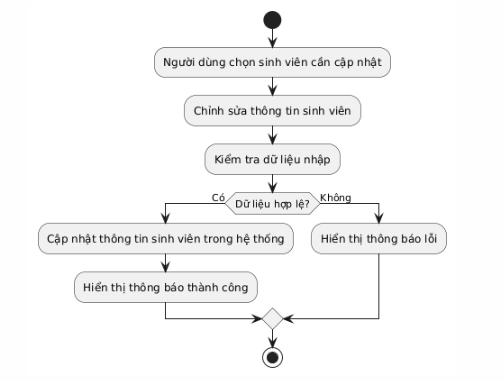 Người dùng chọn sinh viên cần cập nhật
Chỉnh sửa thông tin sinh viên
Kiểm tra dữ liệu nhập
Dữ liệu hợp lệ?
Có
Không
Cập nhật thông tin sinh viên trong hệ thống
Hiển thị thông báo lỗi
Hiển thị thông báo thành công